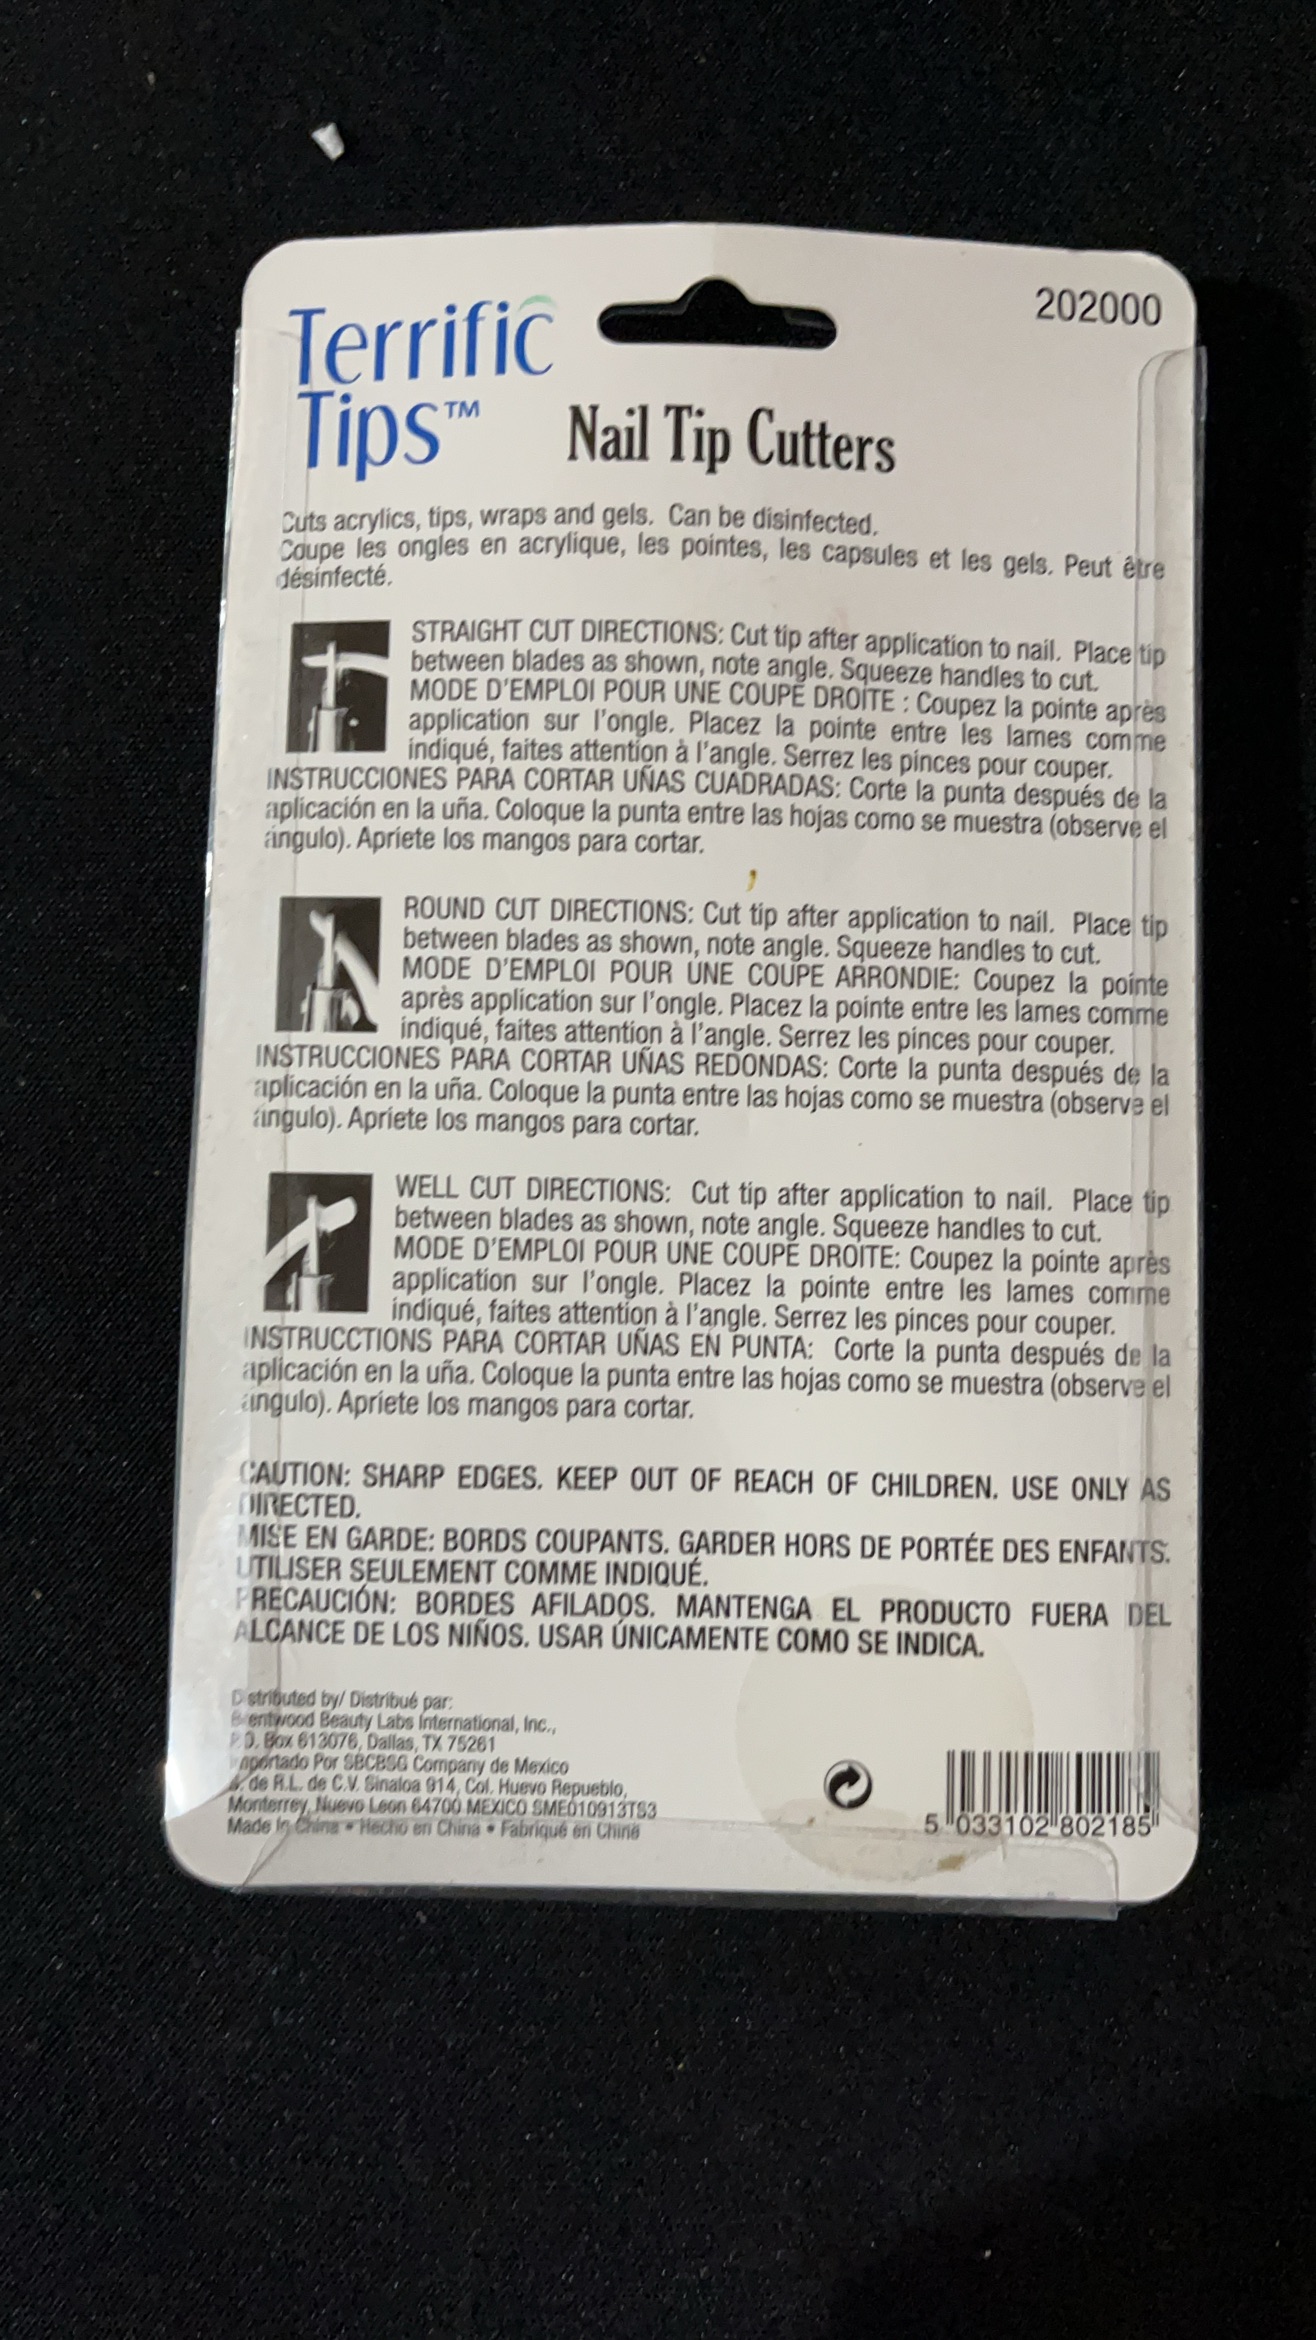 202000
Terrific
Tips™
Nail Tip Cutters
Cuts acrylics, tips, wraps and gels. Can be disinfected.
Coupe les ongles en acrylique, les pointes, les capsules et les gels. Peut être
désinfecté.
STRAIGHT CUT DIRECTIONS: Cut tip after application to nail. Place tip
between blades as shown, note angle. Squeeze handles to cut.
MODE D'EMPLOI POUR UNE COUPE DROITE : Coupez la pointe après
application sur l'ongle. Placez la pointe entre les lames comme
indiqué, faites attention à l'angle. Serrez les pinces pour couper.
INSTRUCCIONES PARA CORTAR UÑAS CUADRADAS: Corte la punta después de la
aplicación en la uña. Coloque la punta entre las hojas como se muestra (observe el
ángulo). Apriete los mangos para cortar.
ROUND CUT DIRECTIONS: Cut tip after application to nail. Place tip
between blades as shown, note angle. Squeeze handles to cut.
MODE D'EMPLOI POUR UNE COUPE ARRONDIE: Coupez la pointe
après application sur l'ongle. Placez la pointe entre les lames comme
indiqué, faites attention à l'angle. Serrez les pinces pour couper.
INSTRUCCIONES PARA CORTAR UÑAS REDONDAS: Corte la punta después de la
aplicación en la uña. Coloque la punta entre las hojas como se muestra (observe el
ángulo). Apriete los mangos para cortar.
WELL CUT DIRECTIONS: Cut tip after application to nail. Place tip
between blades as shown, note angle. Squeeze handles to cut.
MODE D'EMPLOI POUR UNE COUPE DROITE: Coupez la pointe après
application sur l'ongle. Placez la pointe entre les lames comme
indiqué, faites attention à l'angle. Serrez les pinces pour couper.
INSTRUCCTIONS PARA CORTAR UÑAS EN PUNTA: Corte la punta después de la
aplicación en la uña. Coloque la punta entre las hojas como se muestra (observe el
ángulo). Apriete los mangos para cortar.
CAUTION: SHARP EDGES. KEEP OUT OF REACH OF CHILDREN. USE ONLY AS
DIRECTED.
MISE EN GARDE: BORDS COUPANTS. GARDER HORS DE PORTÉE DES ENFANTS.
UTILISER SEULEMENT COMME INDIQUÉ.
PRECAUCIÓN: BORDES AFILADOS. MANTENGA EL PRODUCTO FUERA DEL
ALCANCE DE LOS NIÑOS. USAR ÚNICAMENTE COMO SE INDICA.
Distributed by/ Distribué par:
Brentwood Beauty Labs International, Inc.,
P.O. Box 613076, Dallas, TX 75261
Importado Por SBCBSG Company de Mexico
S. de R.L. de C.V. Sinaloa 914, Col. Huevo Repueblo,
Monterrey, Nuevo Leon 64700 MEXICO SME010913TS3
Made In China • Hecho en China • Fabriqué en Chine
5 033102 802185